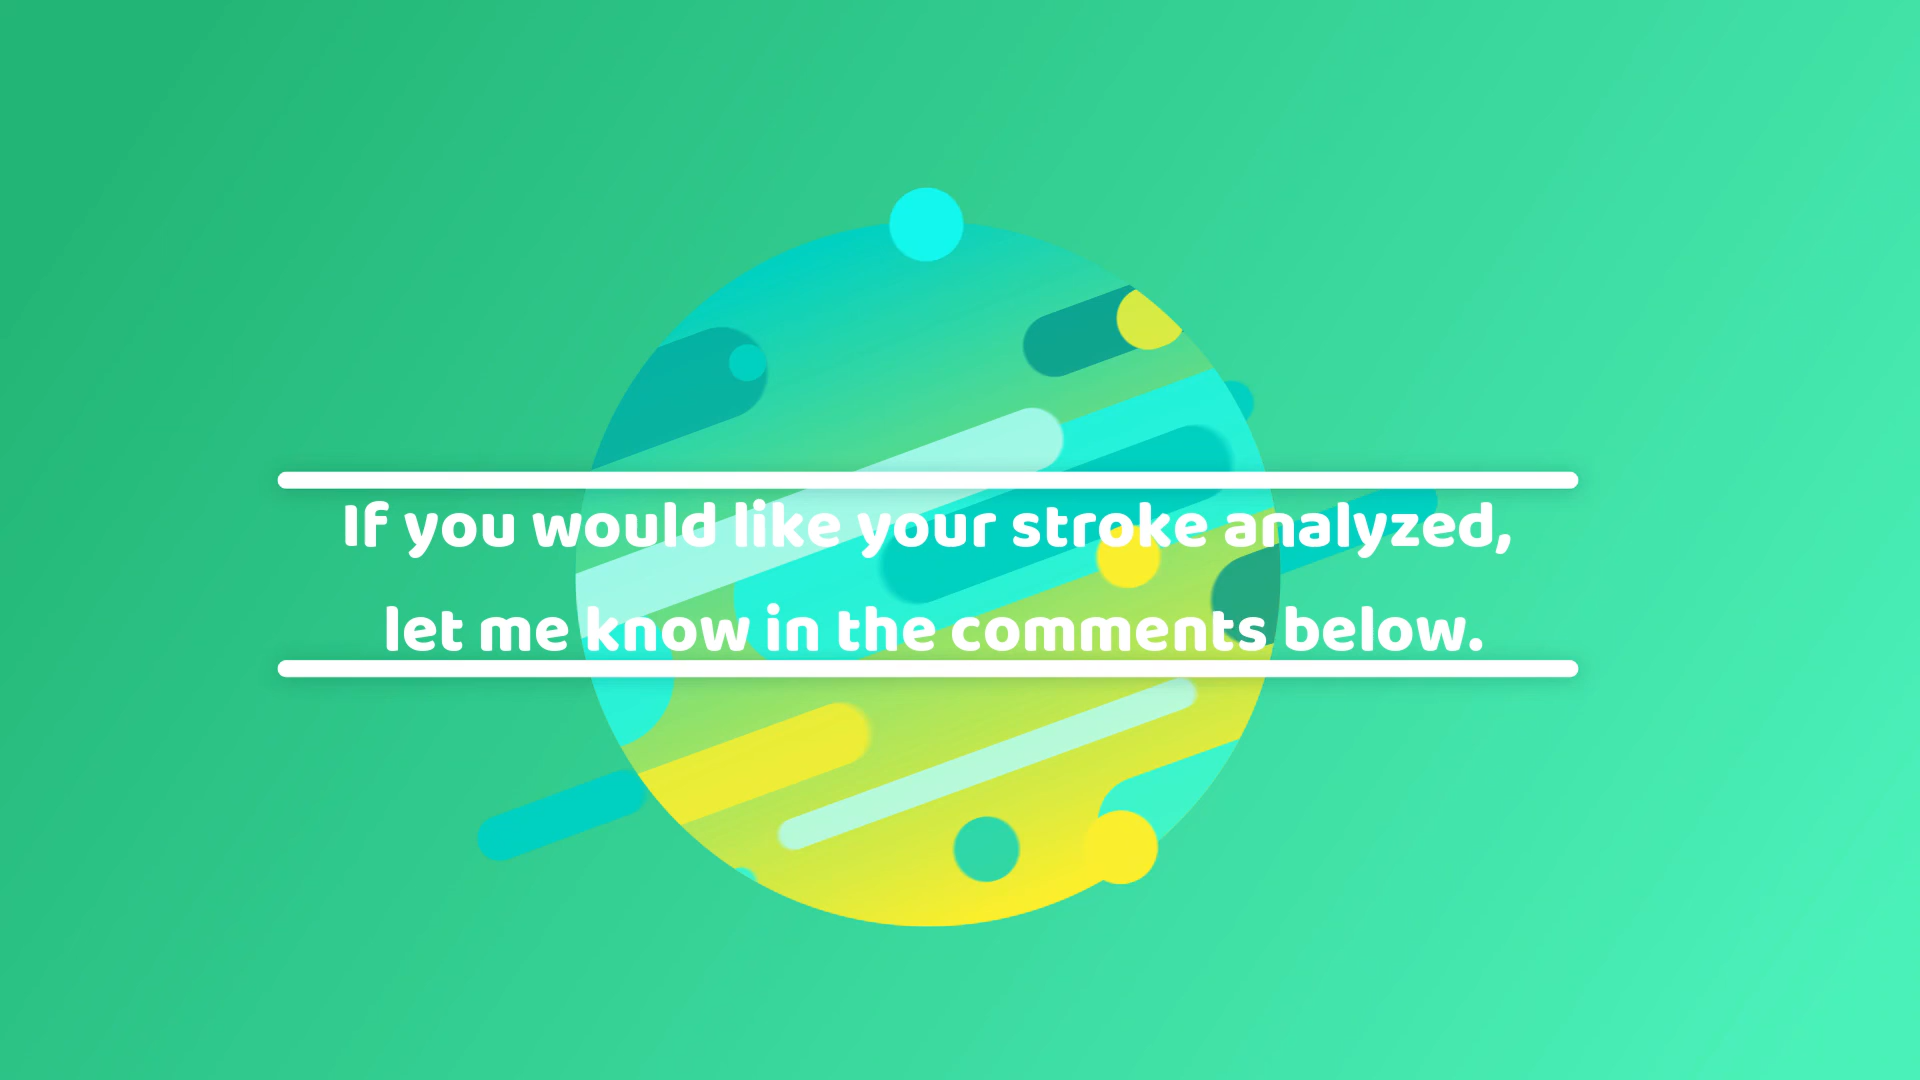 If you would like your stroke analyzed,
let me know in the comments below.